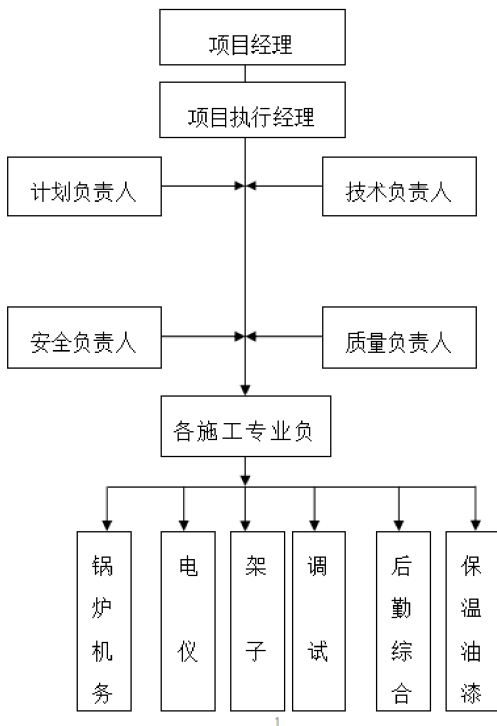 项目经理
项目执行经理
计划负责人
技术负责人
安全负责人
质量负责人
各施工专业负
锅炉机务
电仪
架子
调试
后勤综合
保温油漆
1